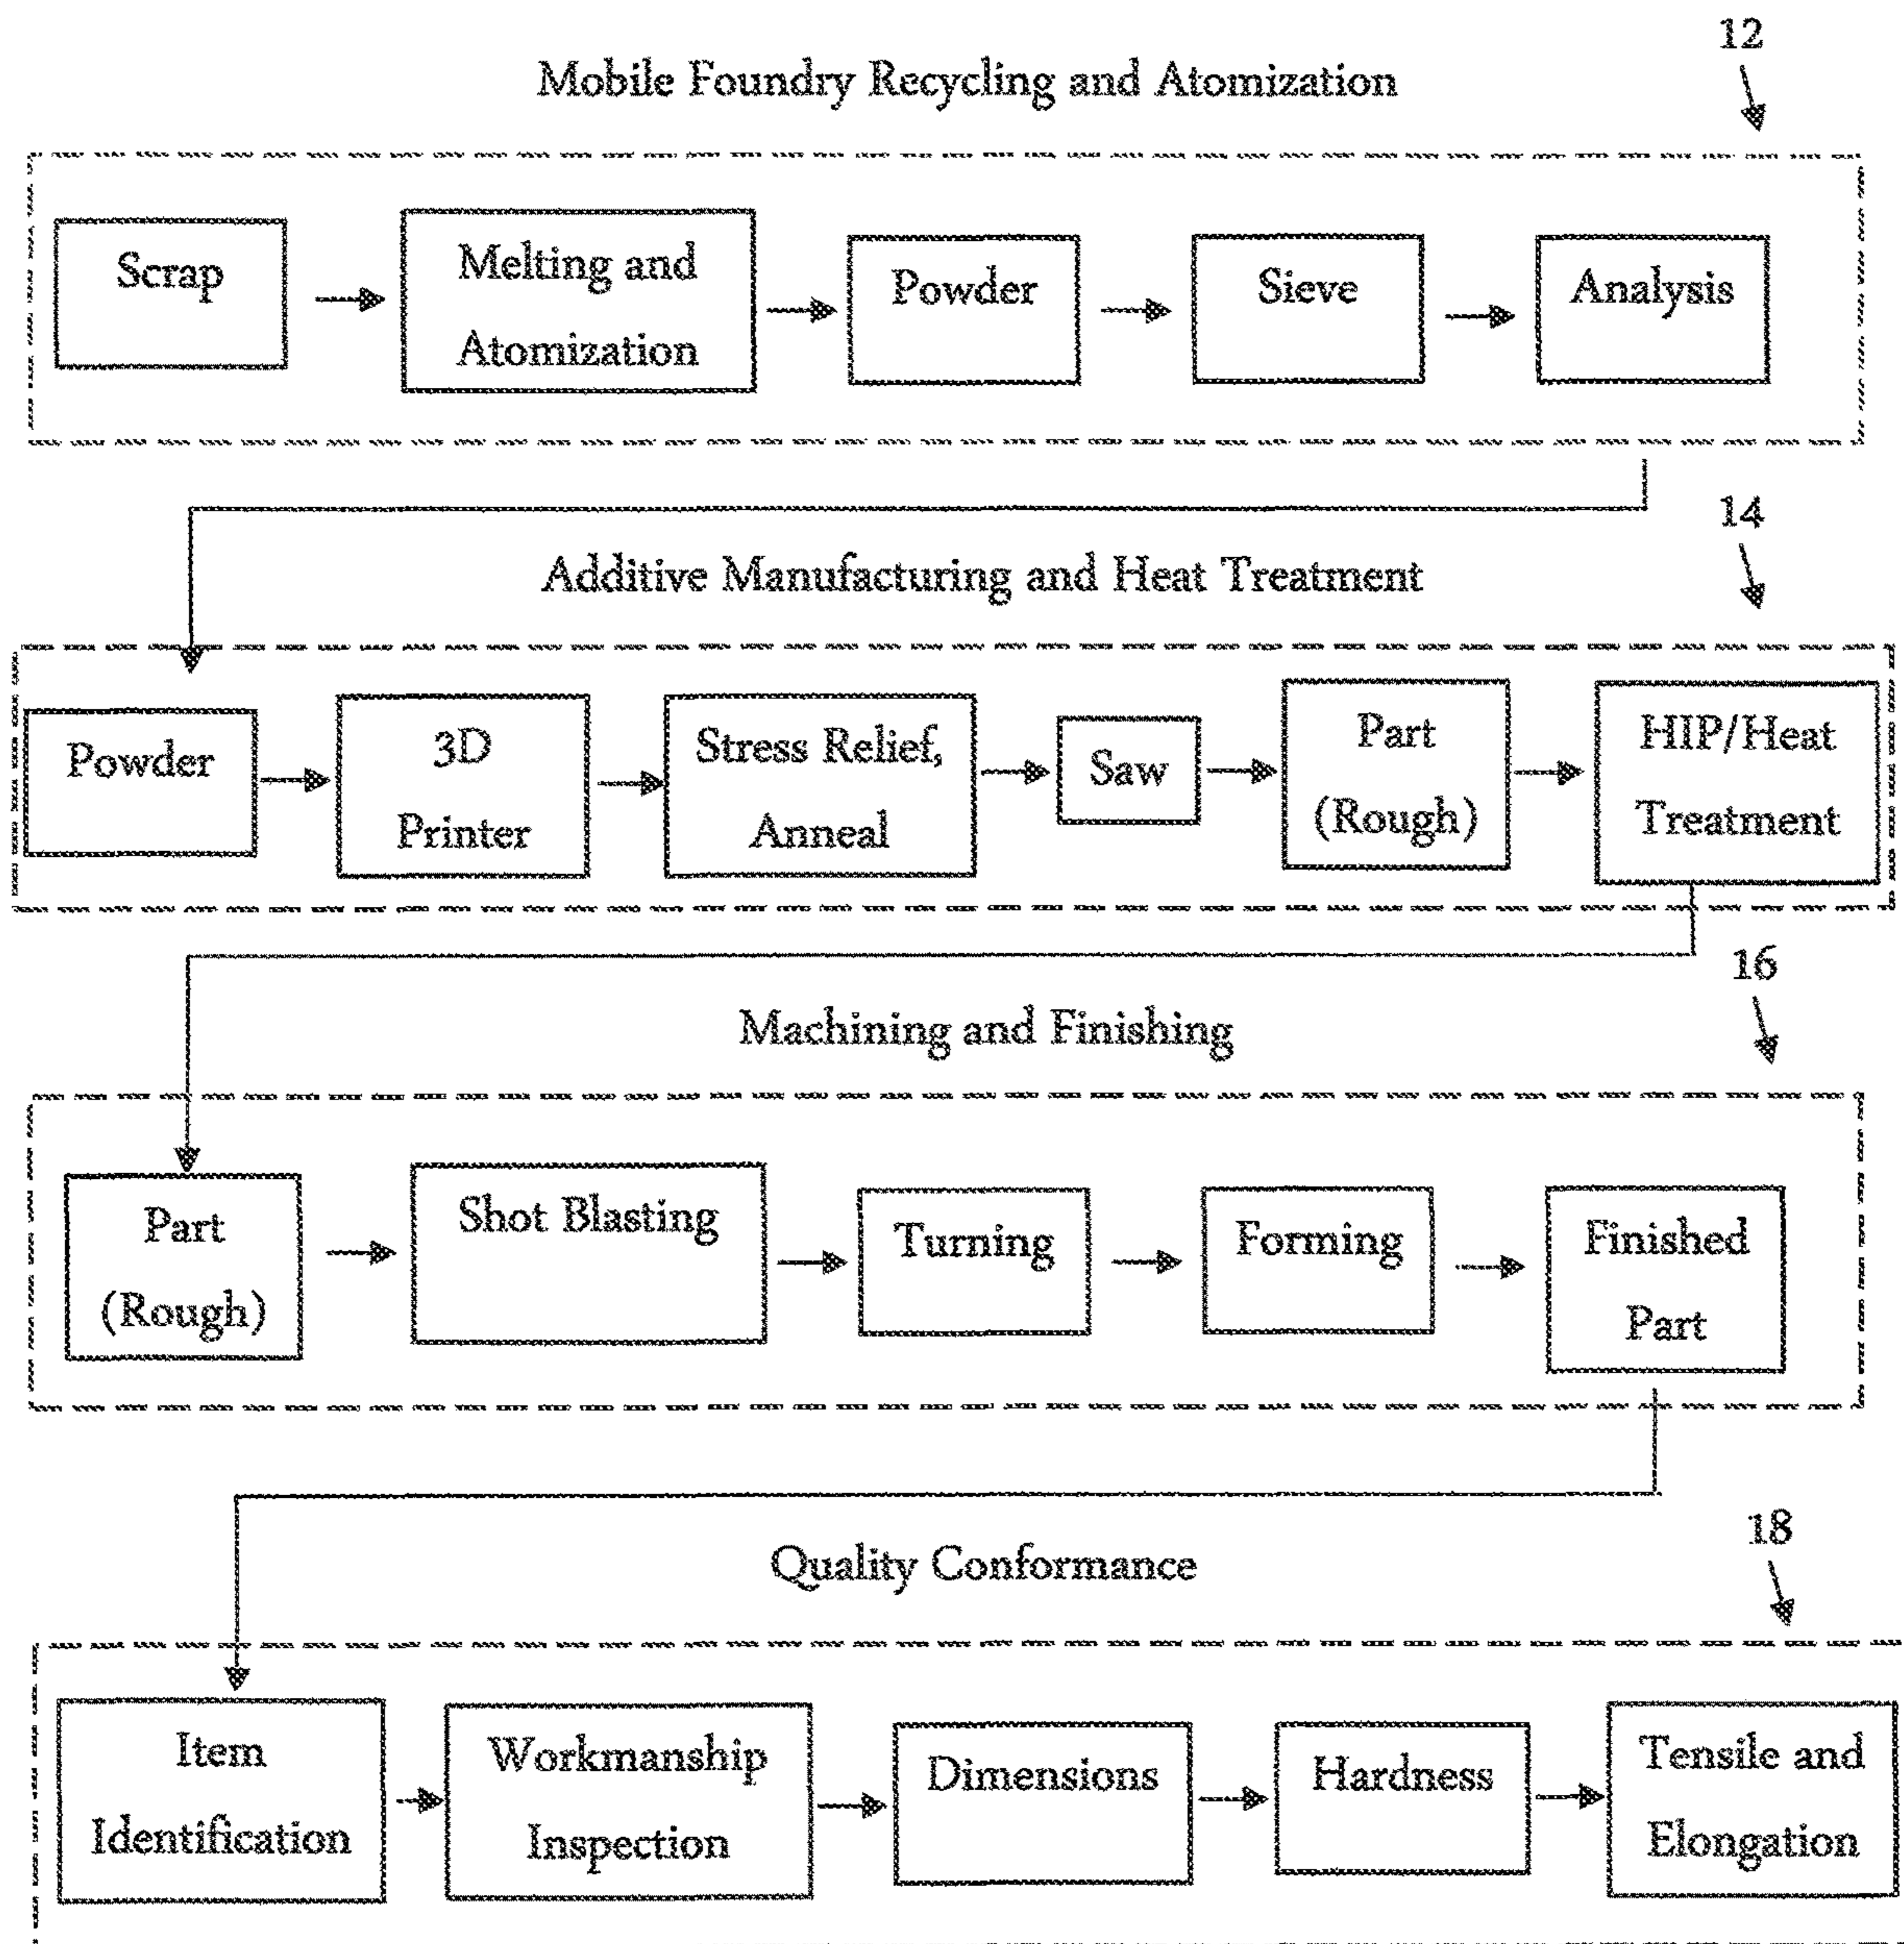 12
Mobile Foundry Recycling and Atomization
Scrap
Melting and
Atomization
Powder
Sieve
Analysis
14
Additive Manufacturing and Heat Treatment
Powder
3D
Printer
Stress Relief,
Anneal
Saw
Part
(Rough)
HIP/Heat
Treatment
16
Machining and Finishing
Part
(Rough)
Shot Blasting
Turning
Forming
Finished
Part
18
Quality Conformance
Item
Identification
Workmanship
Inspection
Dimensions
Hardness
Tensile and
Elongation